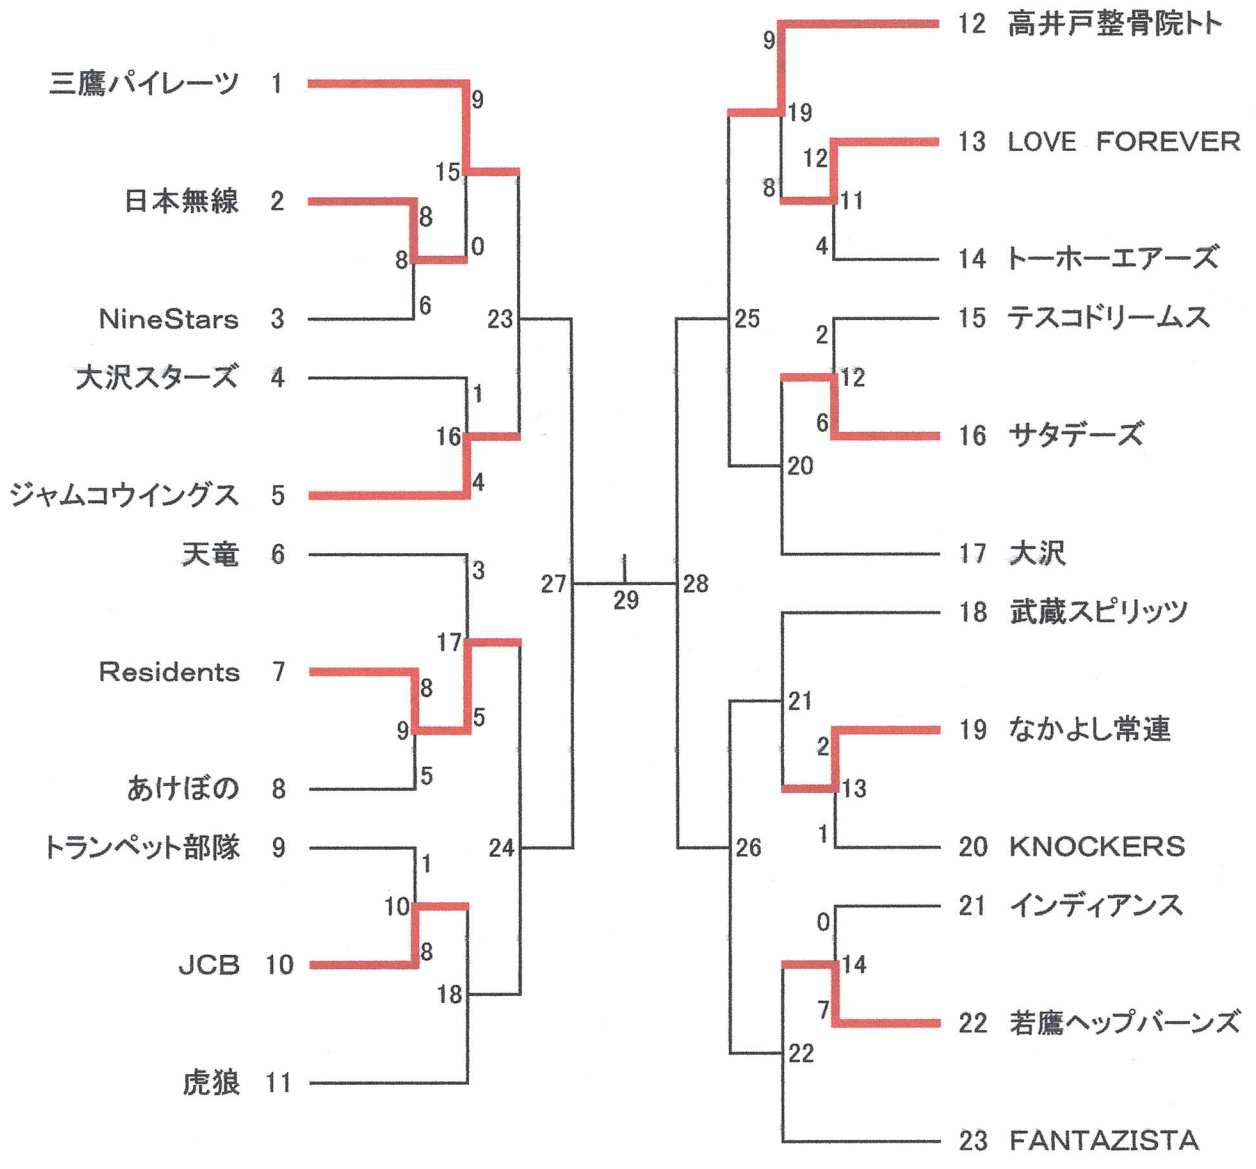 三鷹パイレーツ 1
日本無線 2
NineStars 3
大沢スターズ 4
ジャムコウイングス 5
天竜 6
Residents 7
あけぼの 8
トランペット部隊 9
JCB 10
虎狼 11
9
15
8
0
8
6
23
1
16
4
3
17
8
5
9
5
24
1
10
8
18
27
29
28
9
19
12
8
11
4
25
2
12
6
20
21
2
13
1
26
0
14
7
22
12 高井戸整骨院トト
13 LOVE FOREVER
14 トーホーエアーズ
15 テスコドリームス
16 サタデーズ
17 大沢
18 武蔵スピリッツ
19 なかよし常連
20 KNOCKERS
21 インディアンス
22 若鷹ヘップバーンズ
23 FANTAZISTA